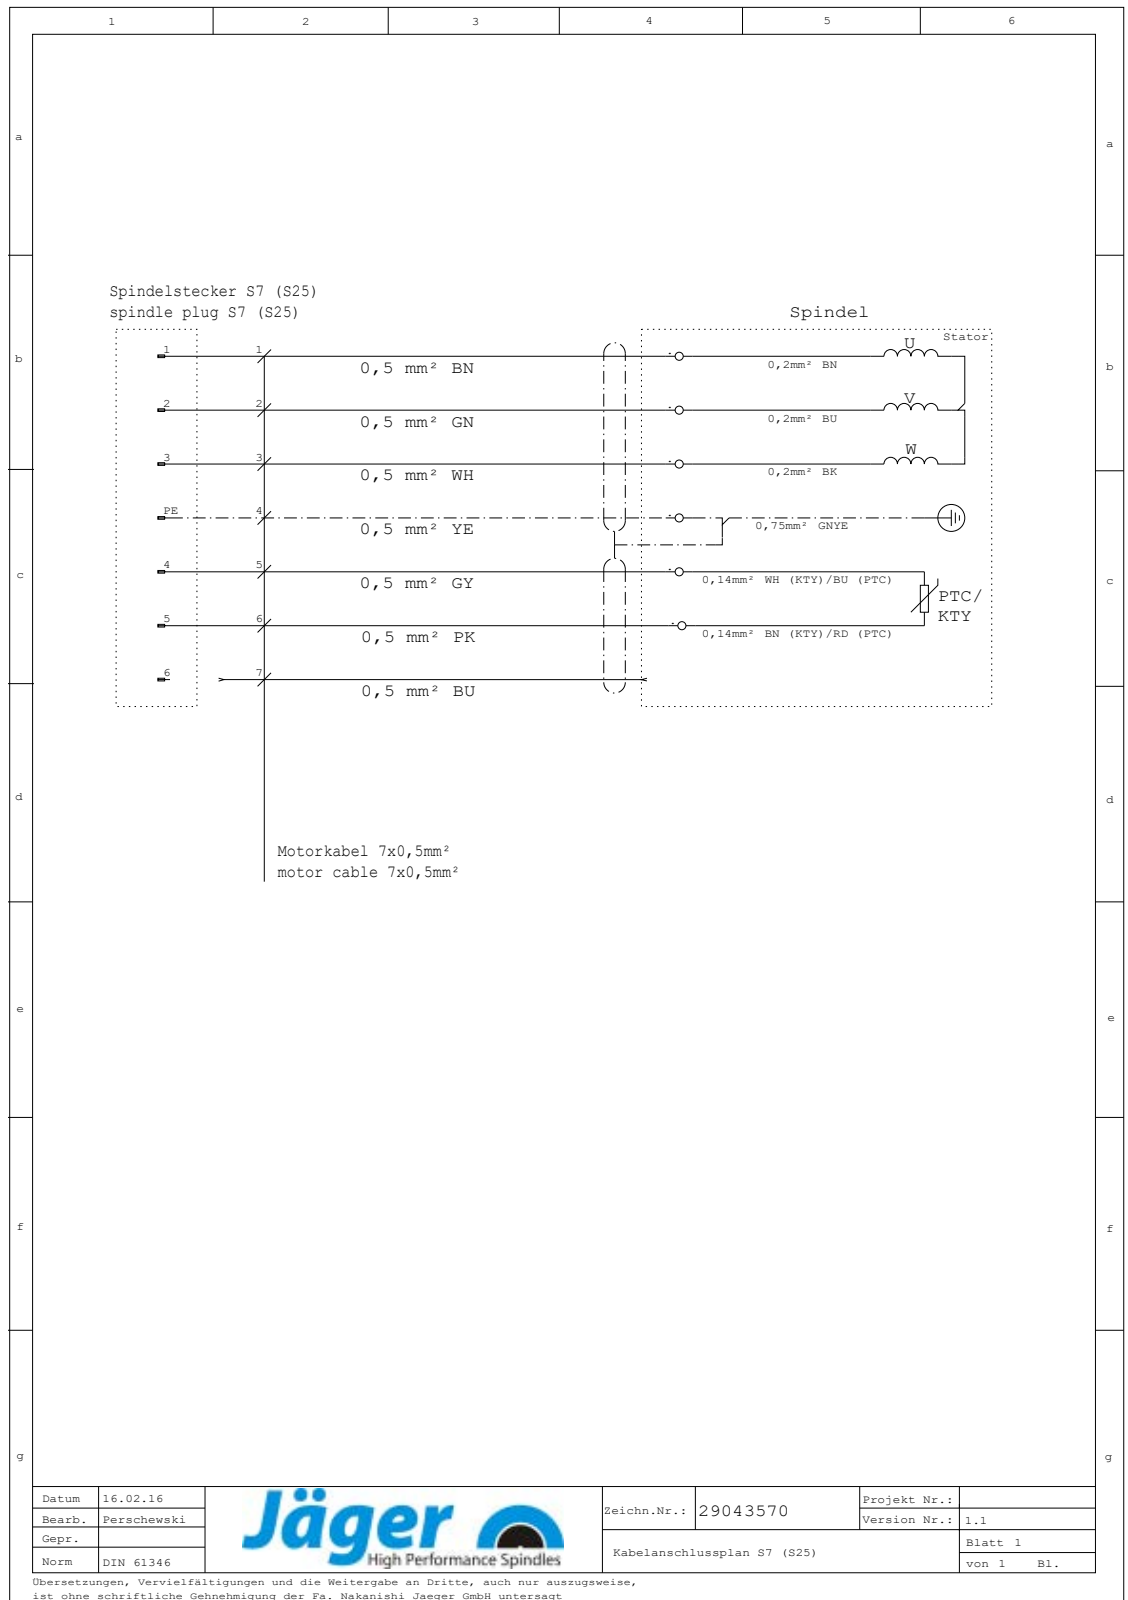 1 2 3 4 5 6
a a
Spindelstecker S7 (S25)
spindle plug S7 (S25)
Spindel
Stator
b b
1 1 0,5 mm² BN 0,2mm² BN U
2 2 0,5 mm² GN 0,2mm² BU V
3 3 0,5 mm² WH 0,2mm² BK W
PE 4 0,5 mm² YE 0,75mm² GNYE
c c
4 5 0,5 mm² GY 0,14mm² WH (KTY)/BU (PTC)
PTC/
KTY
5 6 0,5 mm² PK 0,14mm² BN (KTY)/RD (PTC)
6 7 0,5 mm² BU
d d
Motorkabel 7x0,5mm²
motor cable 7x0,5mm²
e e
f f
g g
Datum 16.02.16
Bearb. Perschewski
Gepr.
Norm DIN 61346
Jäger
High Performance Spindles
Zeichn.Nr.: 29043570
Kabelanschlussplan S7 (S25)
Projekt Nr.:
Version Nr.: 1.1
Blatt 1
von 1 Bl.
Übersetzungen, Vervielfältigungen und die Weitergabe an Dritte, auch nur auszugsweise,
ist ohne schriftliche Gehnehmigung der Fa. Nakanishi Jaeger GmbH untersagt